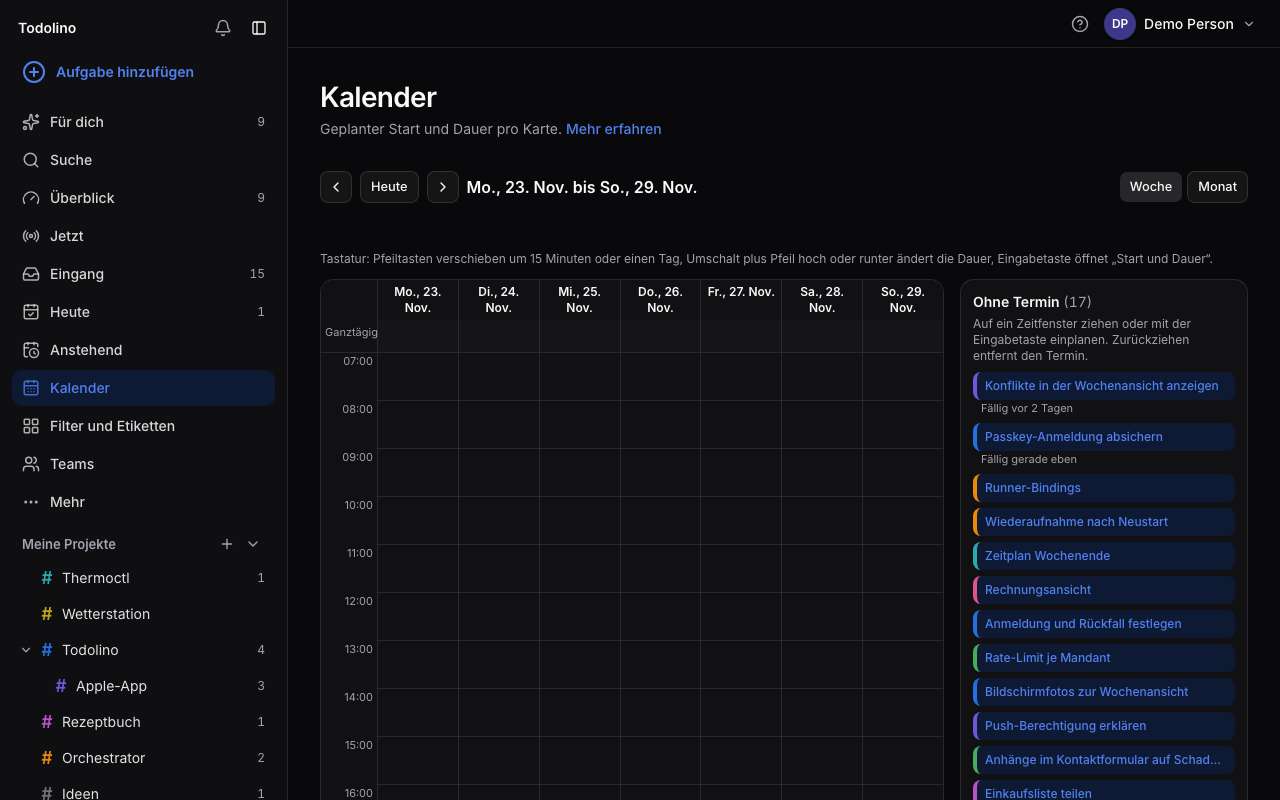 Todolino
Aufgabe hinzufügen
Für dich 9
Suche
Überblick 9
Jetzt
Eingang 15
Heute 1
Anstehend
Kalender
Filter und Etiketten
Teams
Mehr
Meine Projekte
# Thermoctl 1
# Wetterstation
# Todolino 4
# Apple-App 3
# Rezeptbuch 1
# Orchestrator 2
# Ideen 1
DP Demo Person
Kalender
Geplanter Start und Dauer pro Karte. Mehr erfahren
Heute
Mo., 23. Nov. bis So., 29. Nov.
Woche
Monat
Tastatur: Pfeiltasten verschieben um 15 Minuten oder einen Tag, Umschalt plus Pfeil hoch oder runter ändert die Dauer, Eingabetaste öffnet „Start und Dauer“.
Mo., 23. Nov.
Di., 24. Nov.
Mi., 25. Nov.
Do., 26. Nov.
Fr., 27. Nov.
Sa., 28. Nov.
So., 29. Nov.
Ganztägig
07:00
08:00
09:00
10:00
11:00
12:00
13:00
14:00
15:00
16:00
Ohne Termin (17)
Auf ein Zeitfenster ziehen oder mit der
Eingabetaste einplanen. Zurückziehen
entfernt den Termin.
Konflikte in der Wochenansicht anzeigen
Fällig vor 2 Tagen
Passkey-Anmeldung absichern
Fällig gerade eben
Runner-Bindings
Wiederaufnahme nach Neustart
Zeitplan Wochenende
Rechnungsansicht
Anmeldung und Rückfall festlegen
Rate-Limit je Mandant
Bildschirmfotos zur Wochenansicht
Push-Berechtigung erklären
Anhänge im Kontaktformular auf Schad...
Einkaufsliste teilen